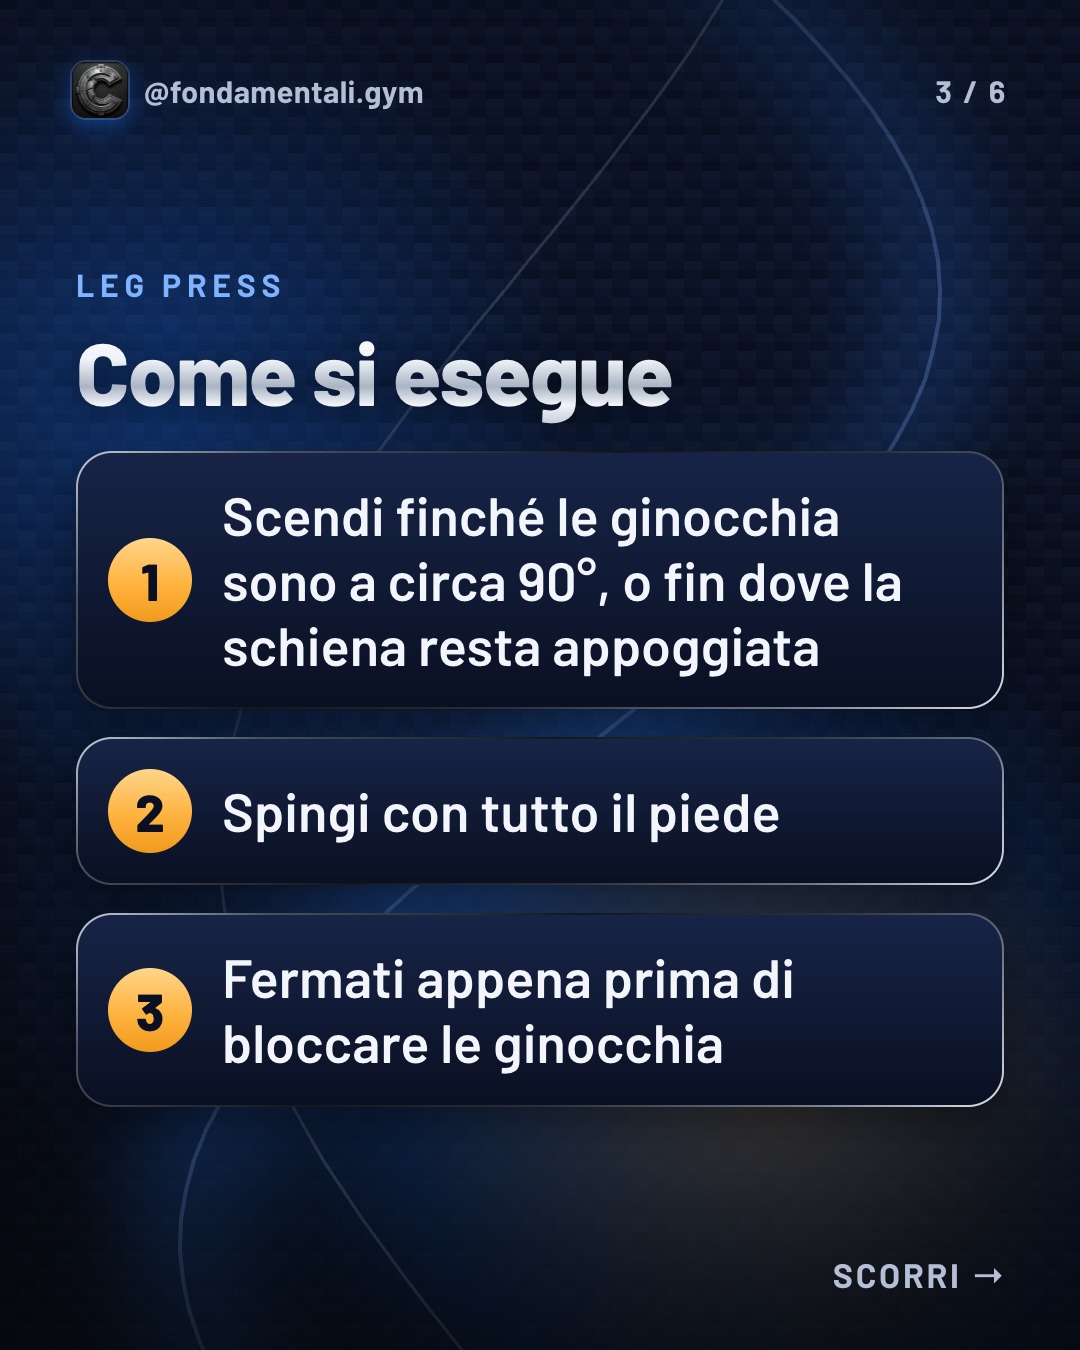 @fondamentali.gym
3 / 6
LEG PRESS
Come si esegue
1
Scendi finché le ginocchia
sono a circa 90°, o fin dove la
schiena resta appoggiata
2
Spingi con tutto il piede
3
Fermati appena prima di
bloccare le ginocchia
SCORRI →